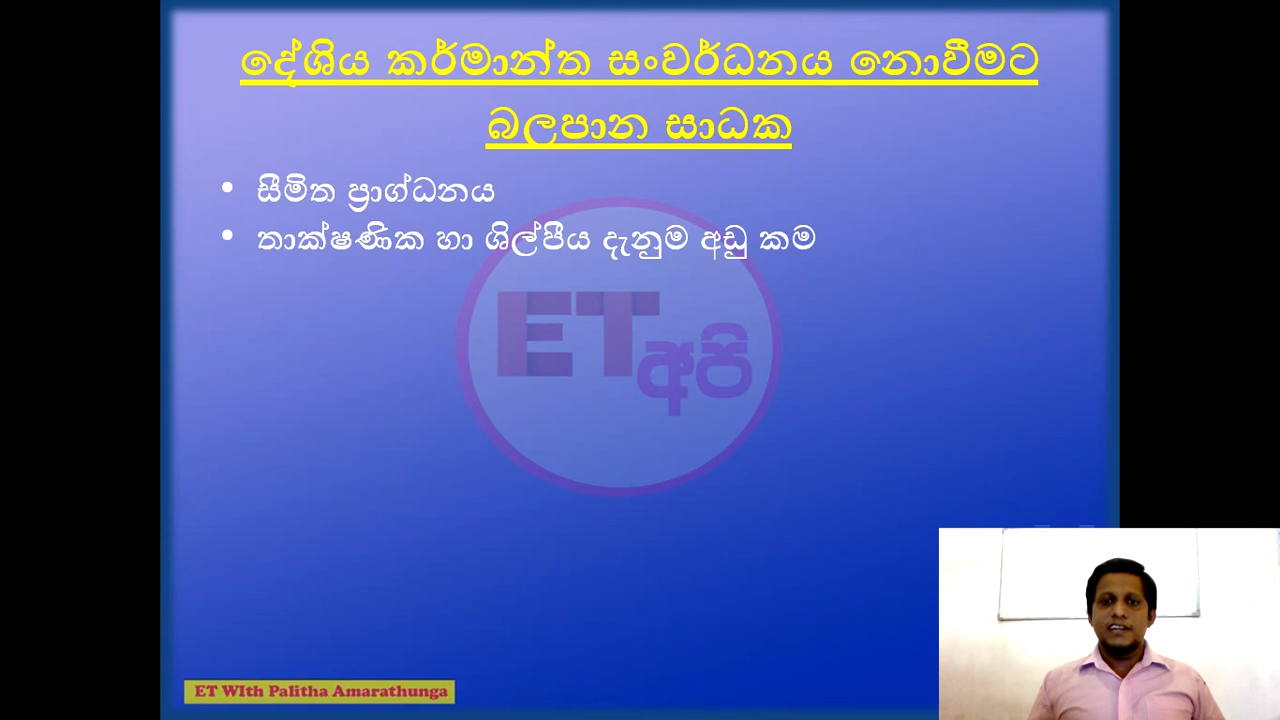 දේශිය කර්මාන්ත සංවර්ධනය නොවීමට
බලපාන සාධක
• සීමිත ප්‍රාග්ධනය
• තාක්ෂණික හා ශිල්පීය දැනුම අඩු කම
ET
අපි
ET WIth Palitha Amarathunga